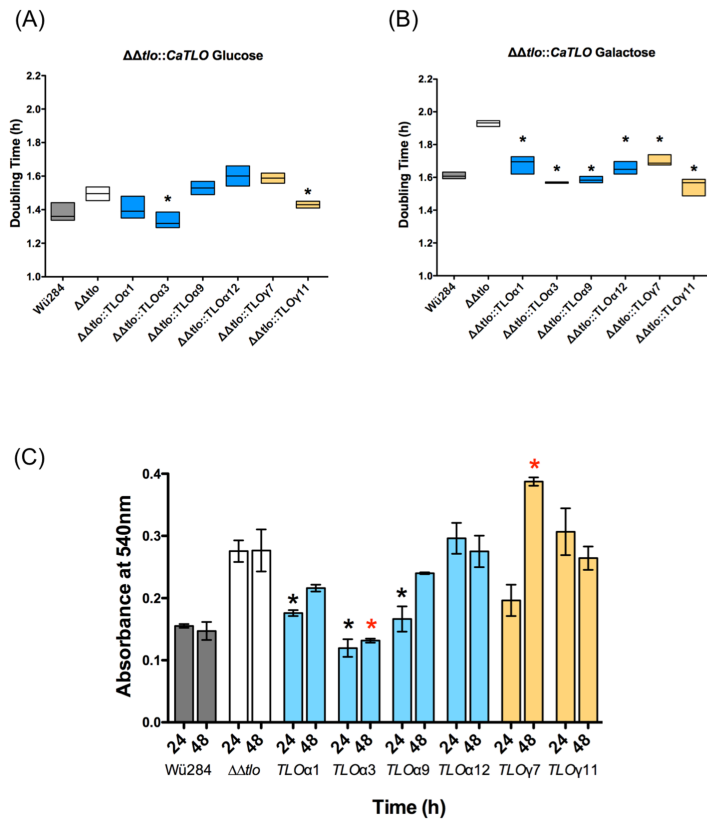 (A)
ΔΔtlo::CaTLO Glucose
Doubling Time (h)
2.2
2.0
1.8
1.6
1.4
1.2
1.0
*
*
Wü284
ΔΔtlo
ΔΔtlo::TLOα1
ΔΔtlo::TLOα3
ΔΔtlo::TLOα9
ΔΔtlo::TLOα12
ΔΔtlo::TLOγ7
ΔΔtlo::TLOγ11
(B)
ΔΔtlo::CaTLO Galactose
Doubling Time (h)
2.2
2.0
1.8
1.6
1.4
1.2
1.0
* * * * * *
Wü284
ΔΔtlo
ΔΔtlo::TLOα1
ΔΔtlo::TLOα3
ΔΔtlo::TLOα9
ΔΔtlo::TLOα12
ΔΔtlo::TLOγ7
ΔΔtlo::TLOγ11
(C)
Absorbance at 540nm
0.4
0.3
0.2
0.1
0.0
* * * * *
24 48 24 48 24 48 24 48 24 48 24 48 24 48 24 48
Wü284 ΔΔtlo TLOα1 TLOα3 TLOα9 TLOα12 TLOγ7 TLOγ11
Time (h)